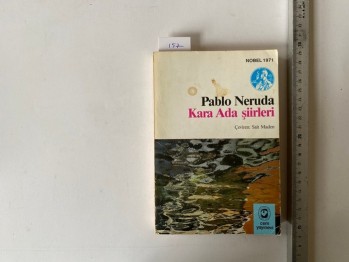 NOBEL 1971
Pablo Neruda
Kara Ada şiirleri
Çeviren: Sait Maden